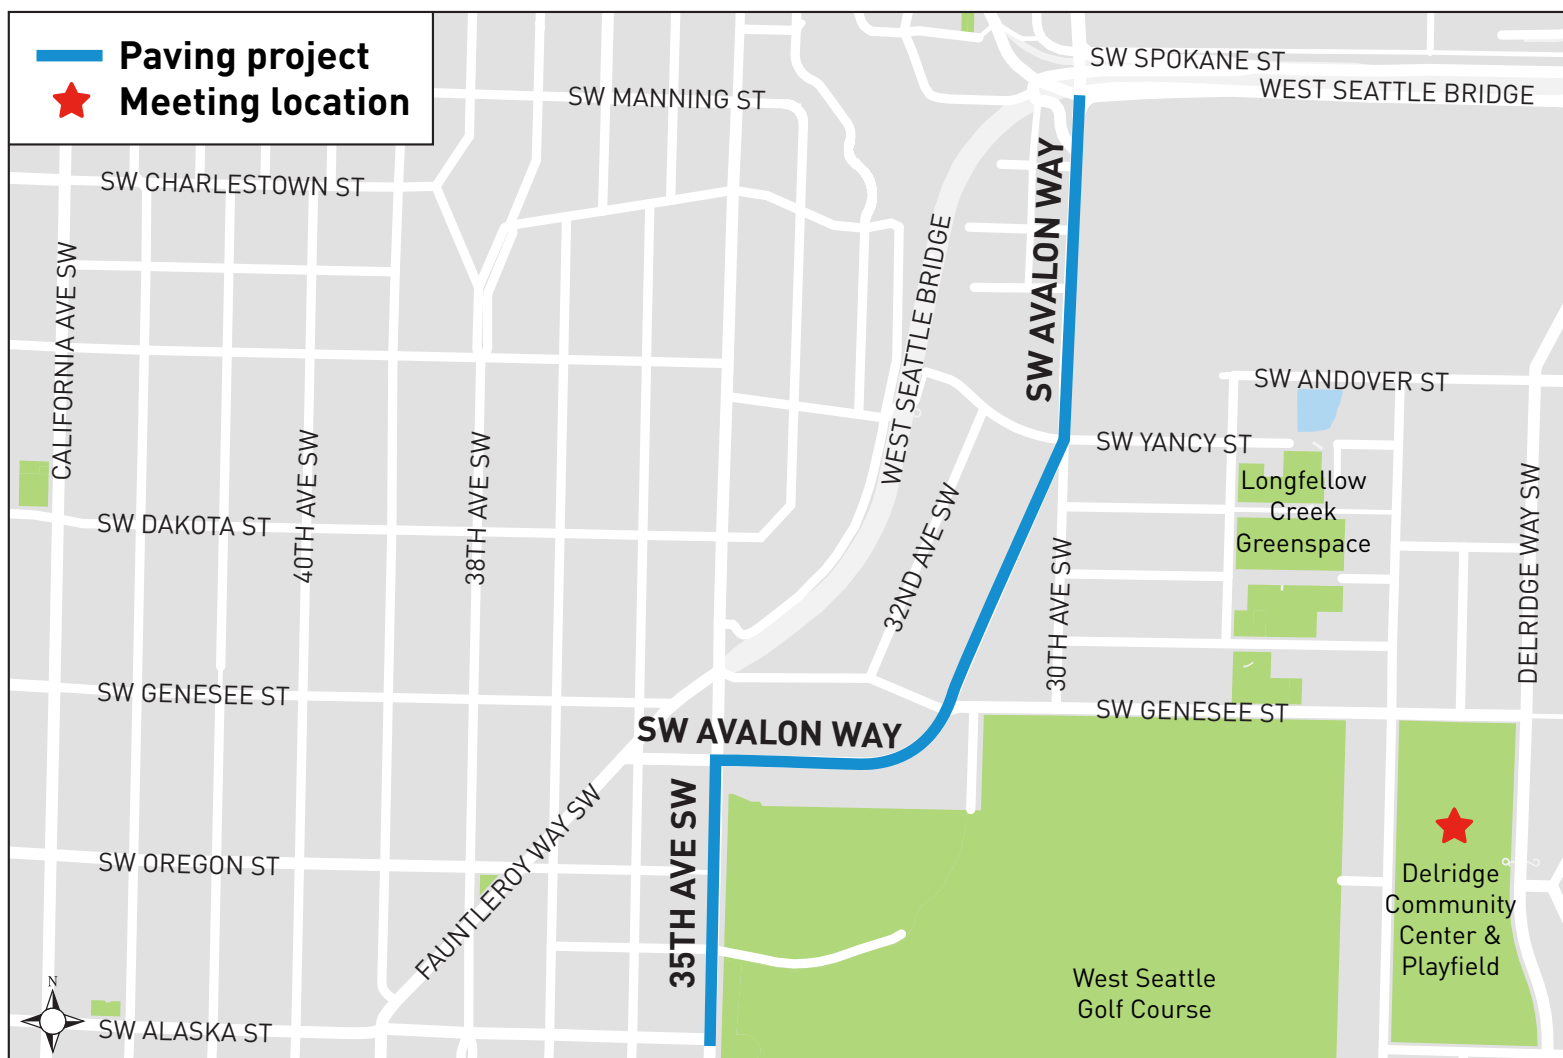 Paving project
Meeting location
SW SPOKANE ST
WEST SEATTLE BRIDGE
SW MANNING ST
SW CHARLESTOWN ST
SW AVALON WAY
CALIFORNIA AVE SW
WEST SEATTLE BRIDGE
SW ANDOVER ST
40TH AVE SW
38TH AVE SW
SW YANCY ST
Longfellow
Creek
Greenspace
SW DAKOTA ST
32ND AVE SW
30TH AVE SW
DELRIDGE WAY SW
SW GENESEE ST
SW GENESEE ST
SW AVALON WAY
35TH AVE SW
FAUNTLEROY WAY SW
SW OREGON ST
Delridge
Community
Center &
Playfield
West Seattle
Golf Course
N
SW ALASKA ST